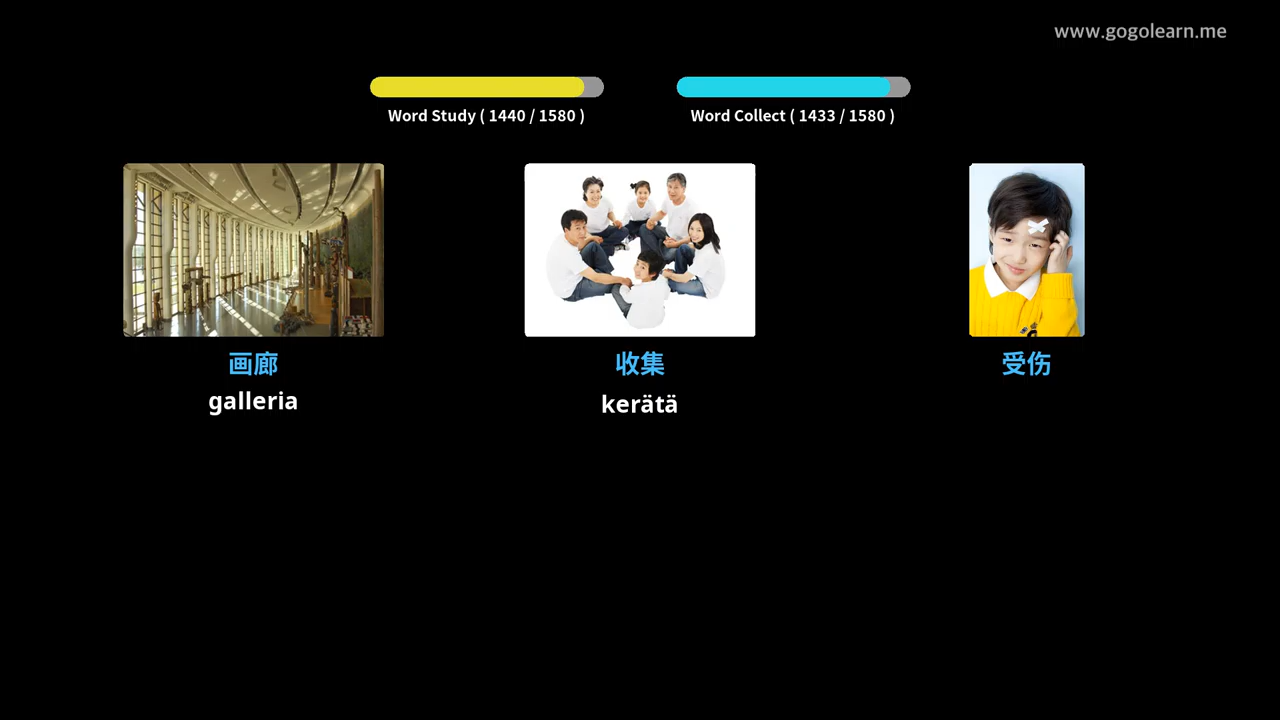 www.gogolearn.me
Word Study ( 1440 / 1580 )
Word Collect ( 1433 / 1580 )
画廊
收集
受伤
galleria
kerätä